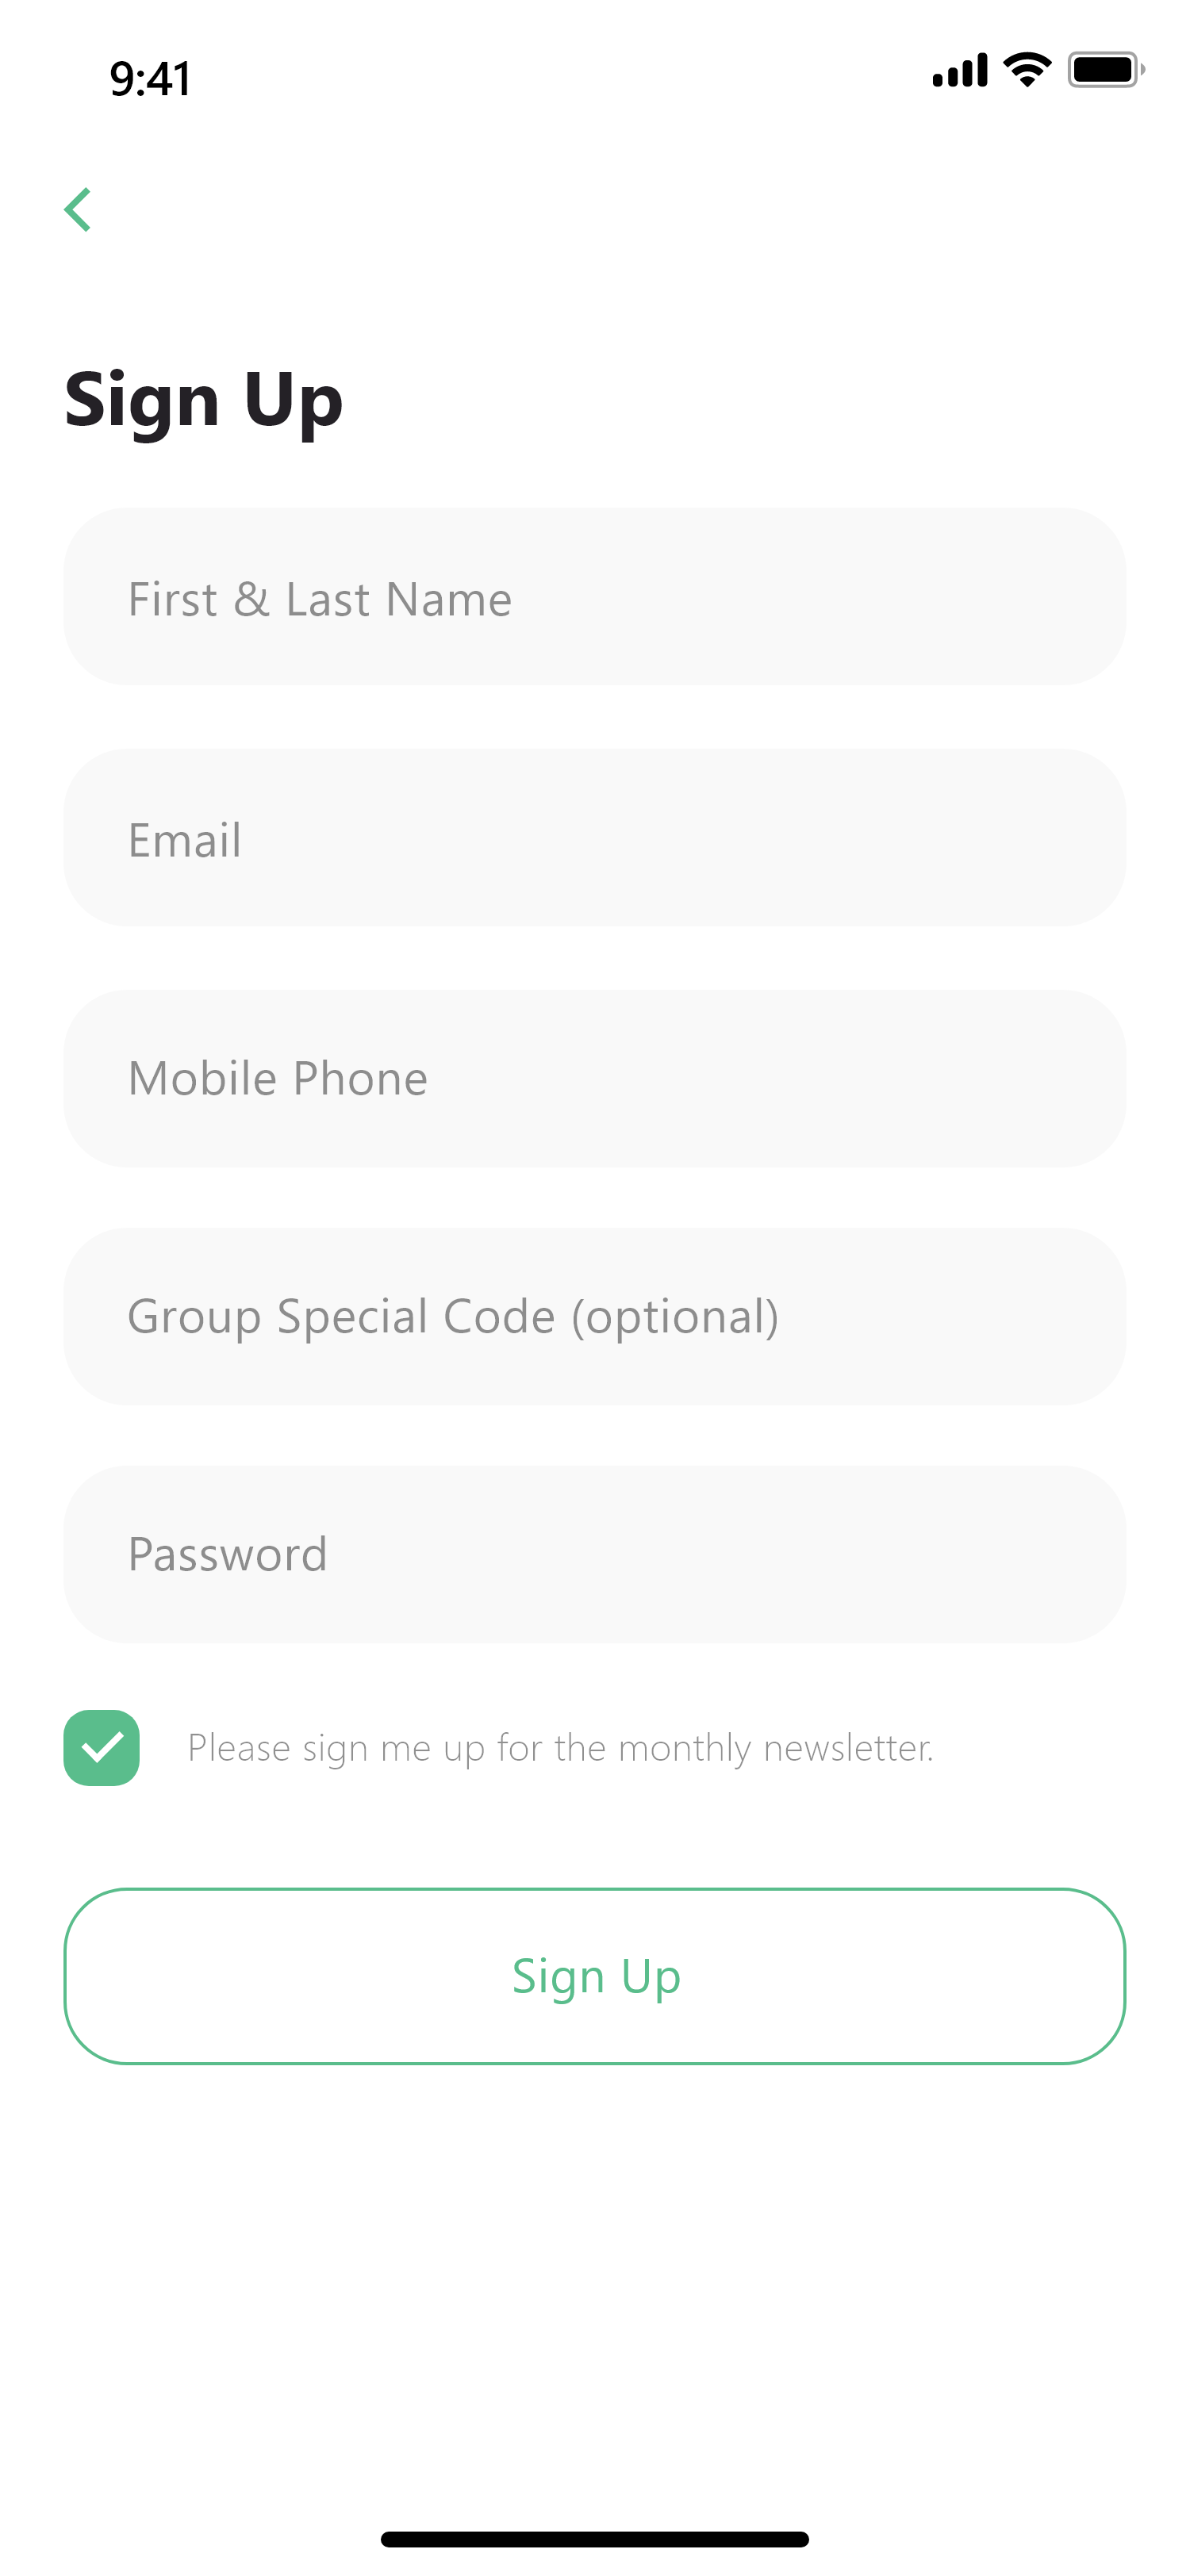 9:41
Sign Up
First & Last Name
Email
Mobile Phone
Group Special Code (optional)
Password
Please sign me up for the monthly newsletter.
Sign Up